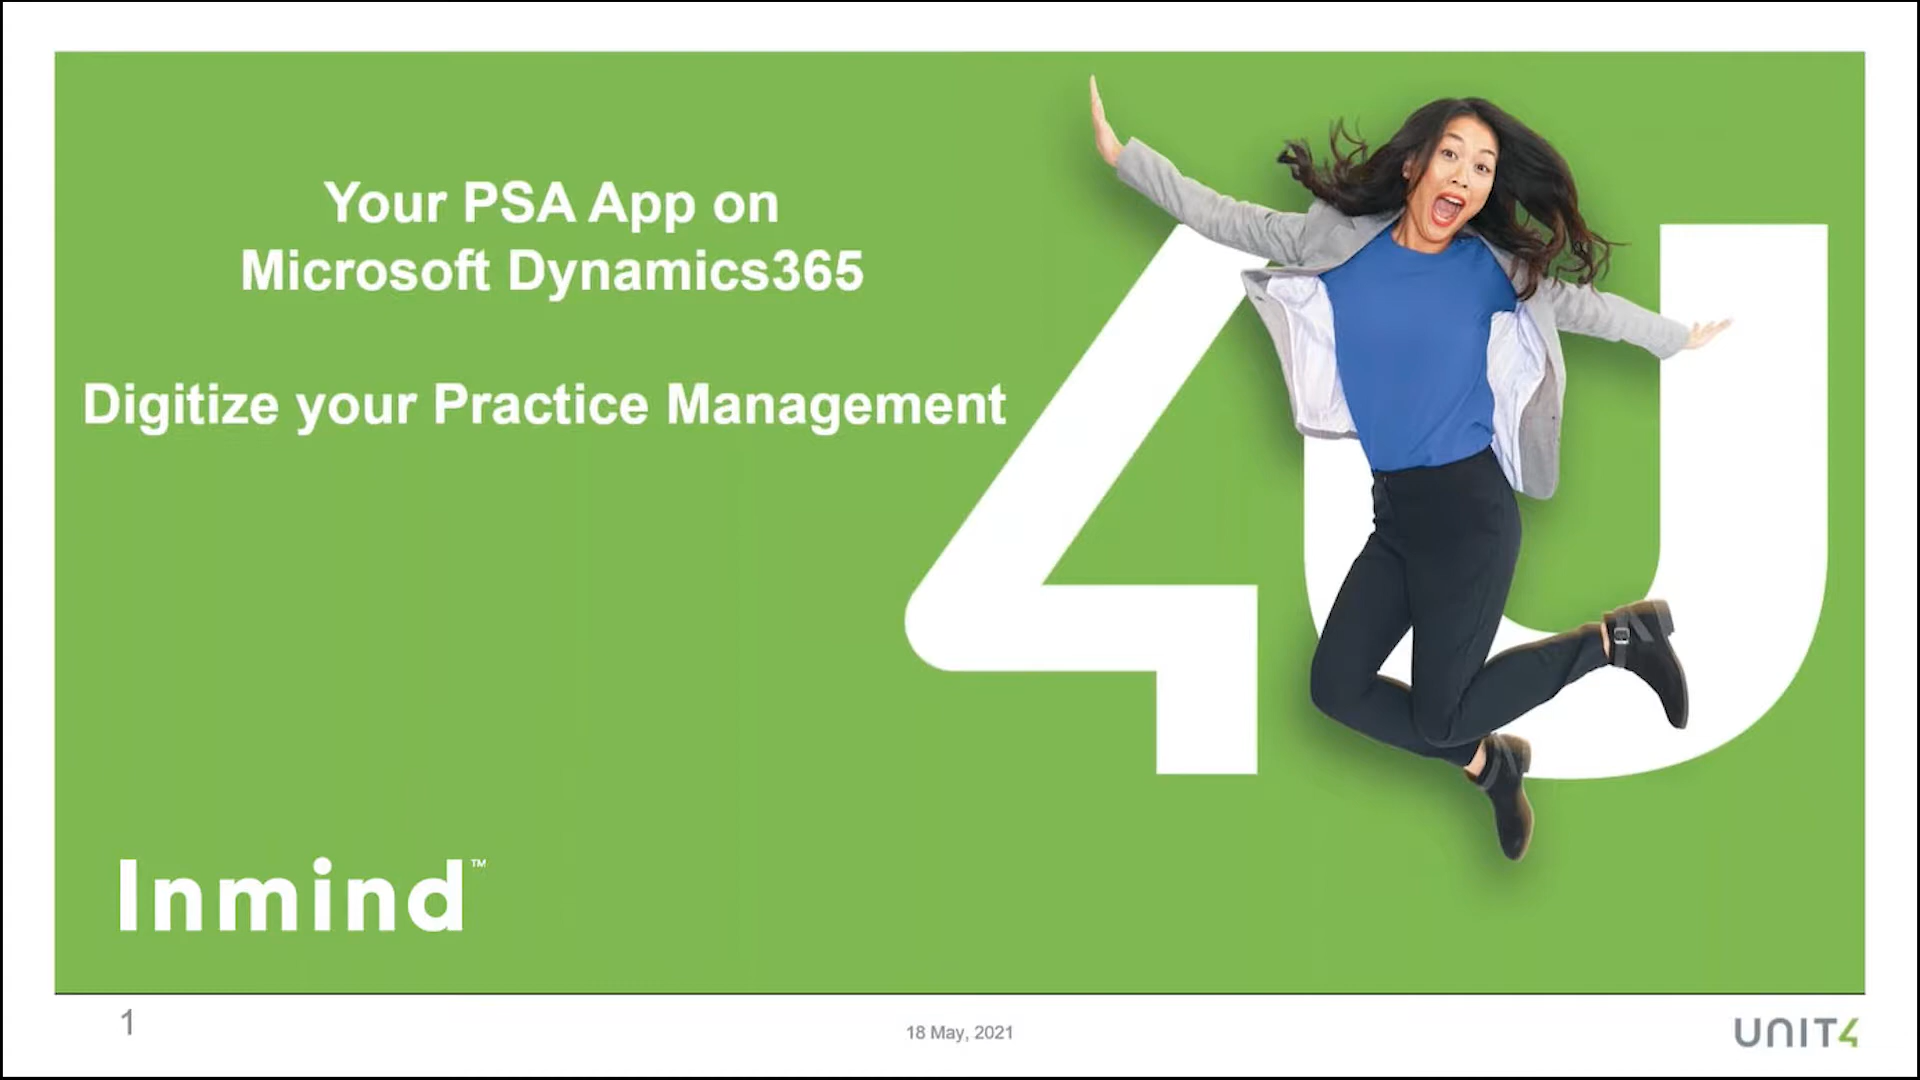 Your PSA App on
Microsoft Dynamics365
Digitize your Practice Management
4U
Inmind™
1
18 May, 2021
UNIT4